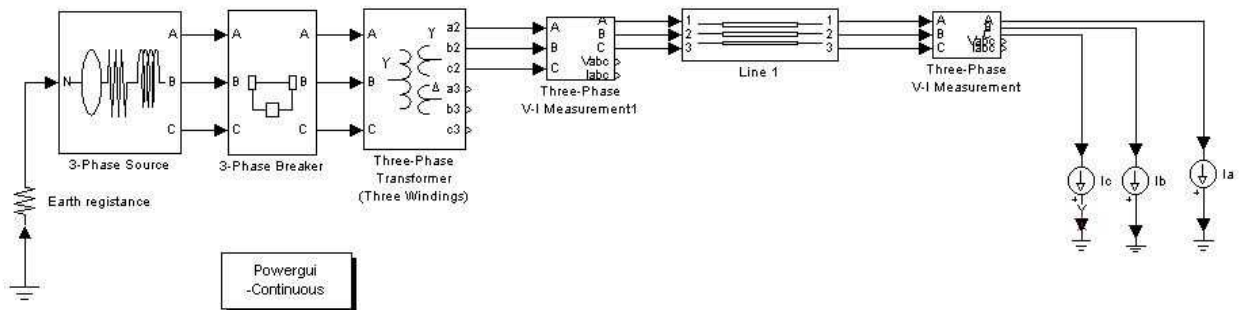 N
A
B
C
3-Phase Source
A
B
C
A
B
C
3-Phase Breaker
A
B
C
Y
Y
Δ
a2
b2
c2
a3
b3
c3
Three-Phase
Transformer
(Three Windings)
A
B
C
A
B
C
Vabc
Iabc
Three-Phase
V-I Measurement1
1
2
3
1
2
3
Line 1
A
B
C
A
Iabc
Three-Phase
V-I Measurement
Ic
Ib
Ia
+
+
+
Earth registance
Powergui
-Continuous